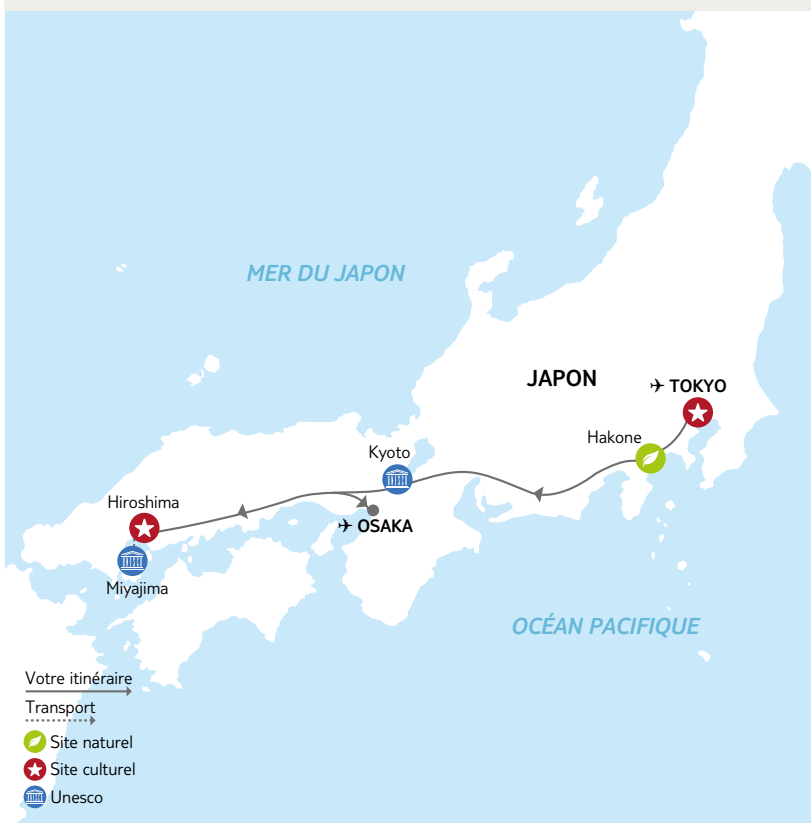 MER DU JAPON
JAPON
✈ TOKYO
Hakone
Kyoto
Hiroshima
✈ OSAKA
Miyajima
OCÉAN PACIFIQUE
Votre itinéraire
Transport
Site naturel
Site culturel
Unesco